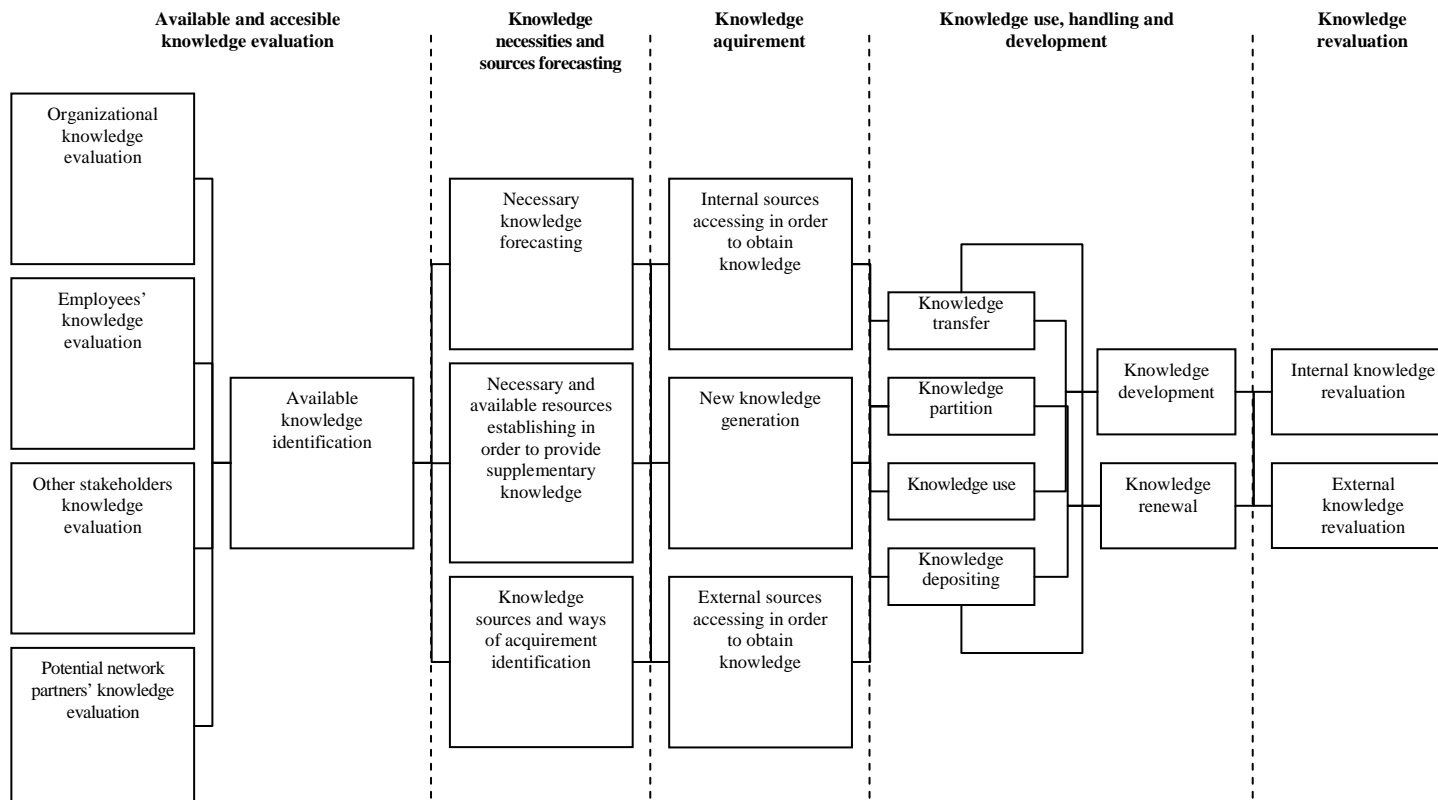 Available and accesible
knowledge evaluation
Knowledge
necessities and
sources forecasting
Knowledge
aquirement
Knowledge use, handling and
development
Knowledge
revaluation
Organizational
knowledge
evaluation
Employees’
knowledge
evaluation
Other stakeholders
knowledge
evaluation
Potential network
partners’ knowledge
evaluation
Available
knowledge
identification
Necessary
knowledge
forecasting
Necessary and
available resources
establishing in
order to provide
supplementary
knowledge
Knowledge
sources and ways
of acquirement
identification
Internal sources
accessing in order
to obtain
knowledge
New knowledge
generation
External sources
accessing in order
to obtain
knowledge
Knowledge
transfer
Knowledge
partition
Knowledge use
Knowledge
depositing
Knowledge
development
Knowledge
renewal
Internal knowledge
revaluation
External
knowledge
revaluation